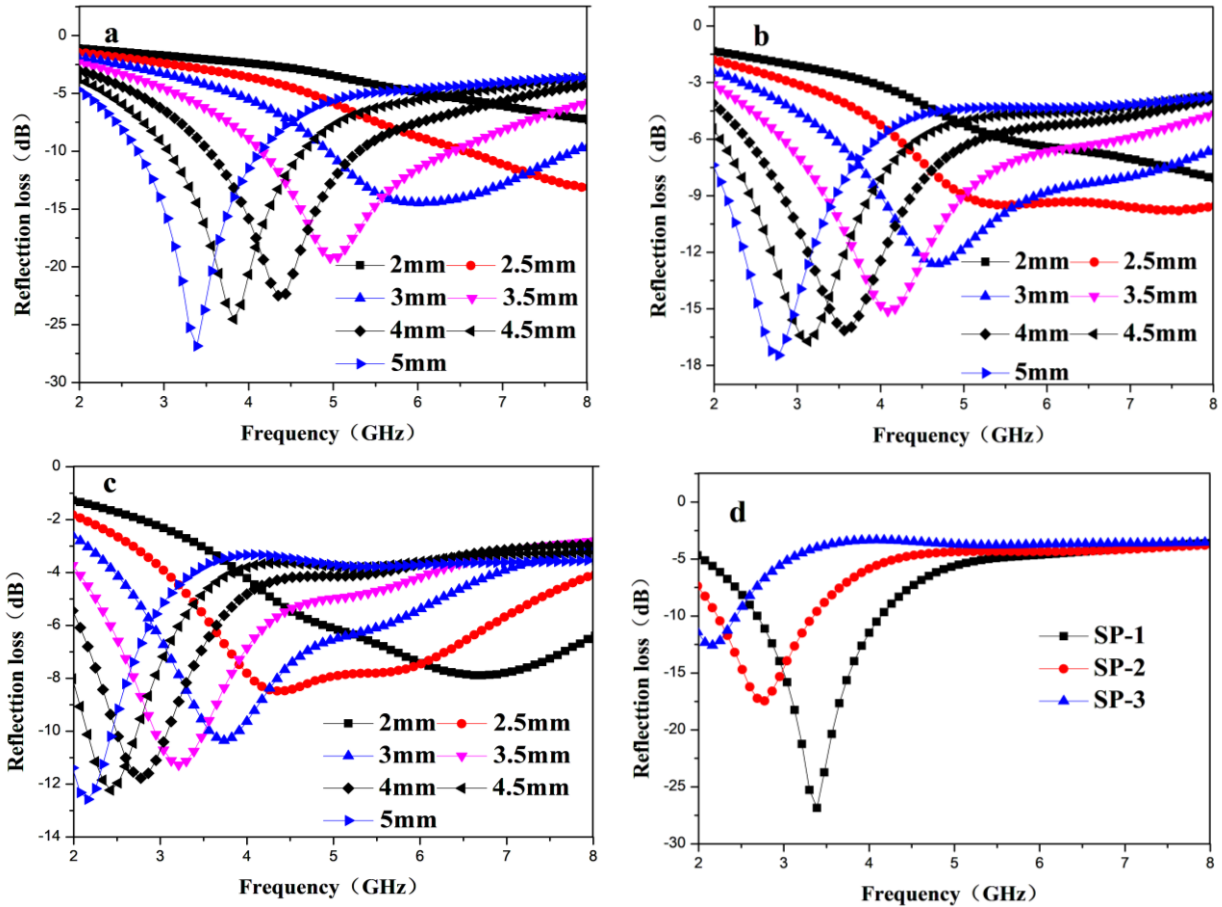 a
0
-5
-10
-15
-20
-25
-30
2 3 4 5 6 7 8
Reflecttion loss（dB）
Frequency（GHz）
2mm 2.5mm
3mm 3.5mm
4mm 4.5mm
5mm
b
0
-3
-6
-9
-12
-15
-18
2 3 4 5 6 7 8
Reflecttion loss（dB）
Frequency（GHz）
2mm 2.5mm
3mm 3.5mm
4mm 4.5mm
5mm
c
0
-2
-4
-6
-8
-10
-12
-14
2 3 4 5 6 7 8
Reflecttion loss（dB）
Frequency（GHz）
2mm 2.5mm
3mm 3.5mm
4mm 4.5mm
5mm
d
0
-5
-10
-15
-20
-25
-30
2 3 4 5 6 7 8
Reflecttion loss（dB）
Frequency（GHz）
SP-1
SP-2
SP-3